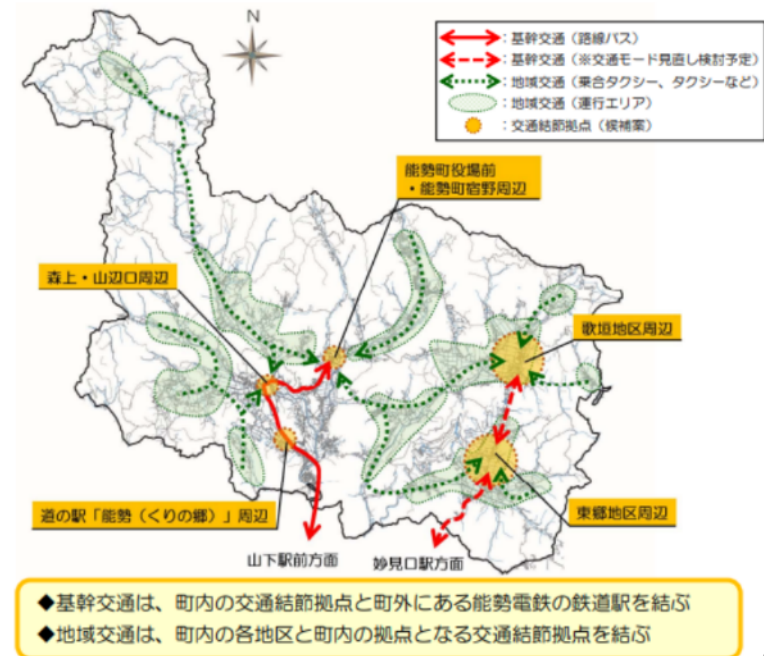 ：基幹交通（路線バス）
：基幹交通（※交通モード見直し検討予定）
：地域交通（乗合タクシー、タクシーなど）
：地域交通（運行エリア）
：交通結節拠点（候補案）
能勢町役場前
・能勢町宿野周辺
森上・山辺口周辺
歌垣地区周辺
道の駅「能勢（くりの郷）」周辺
東郷地区周辺
山下駅前方面
妙見口駅方面
◆基幹交通は、町内の交通結節拠点と町外にある能勢電鉄の鉄道駅を結ぶ
◆地域交通は、町内の各地区と町内の拠点となる交通結節拠点を結ぶ